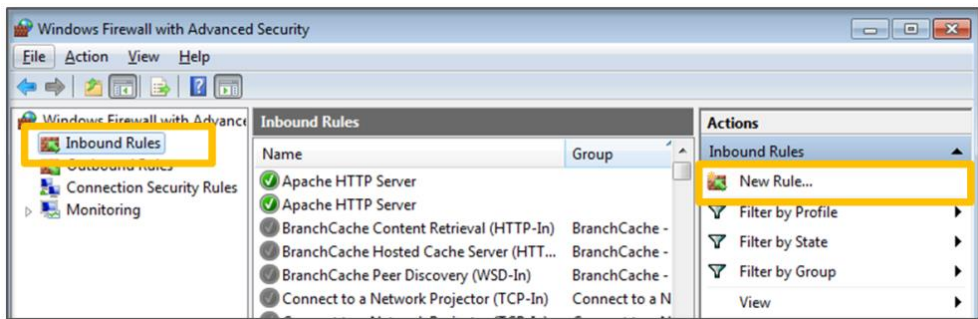 Windows Firewall with Advanced Security
File Action View Help
Windows Firewall with Advance
Inbound Rules
Outbound Rules
Connection Security Rules
Monitoring
Inbound Rules
Name Group
Apache HTTP Server
Apache HTTP Server
BranchCache Content Retrieval (HTTP-In) BranchCache -
BranchCache Hosted Cache Server (HTT... BranchCache -
BranchCache Peer Discovery (WSD-In) BranchCache -
Connect to a Network Projector (TCP-In) Connect to a N
Actions
Inbound Rules
New Rule...
Filter by Profile
Filter by State
Filter by Group
View